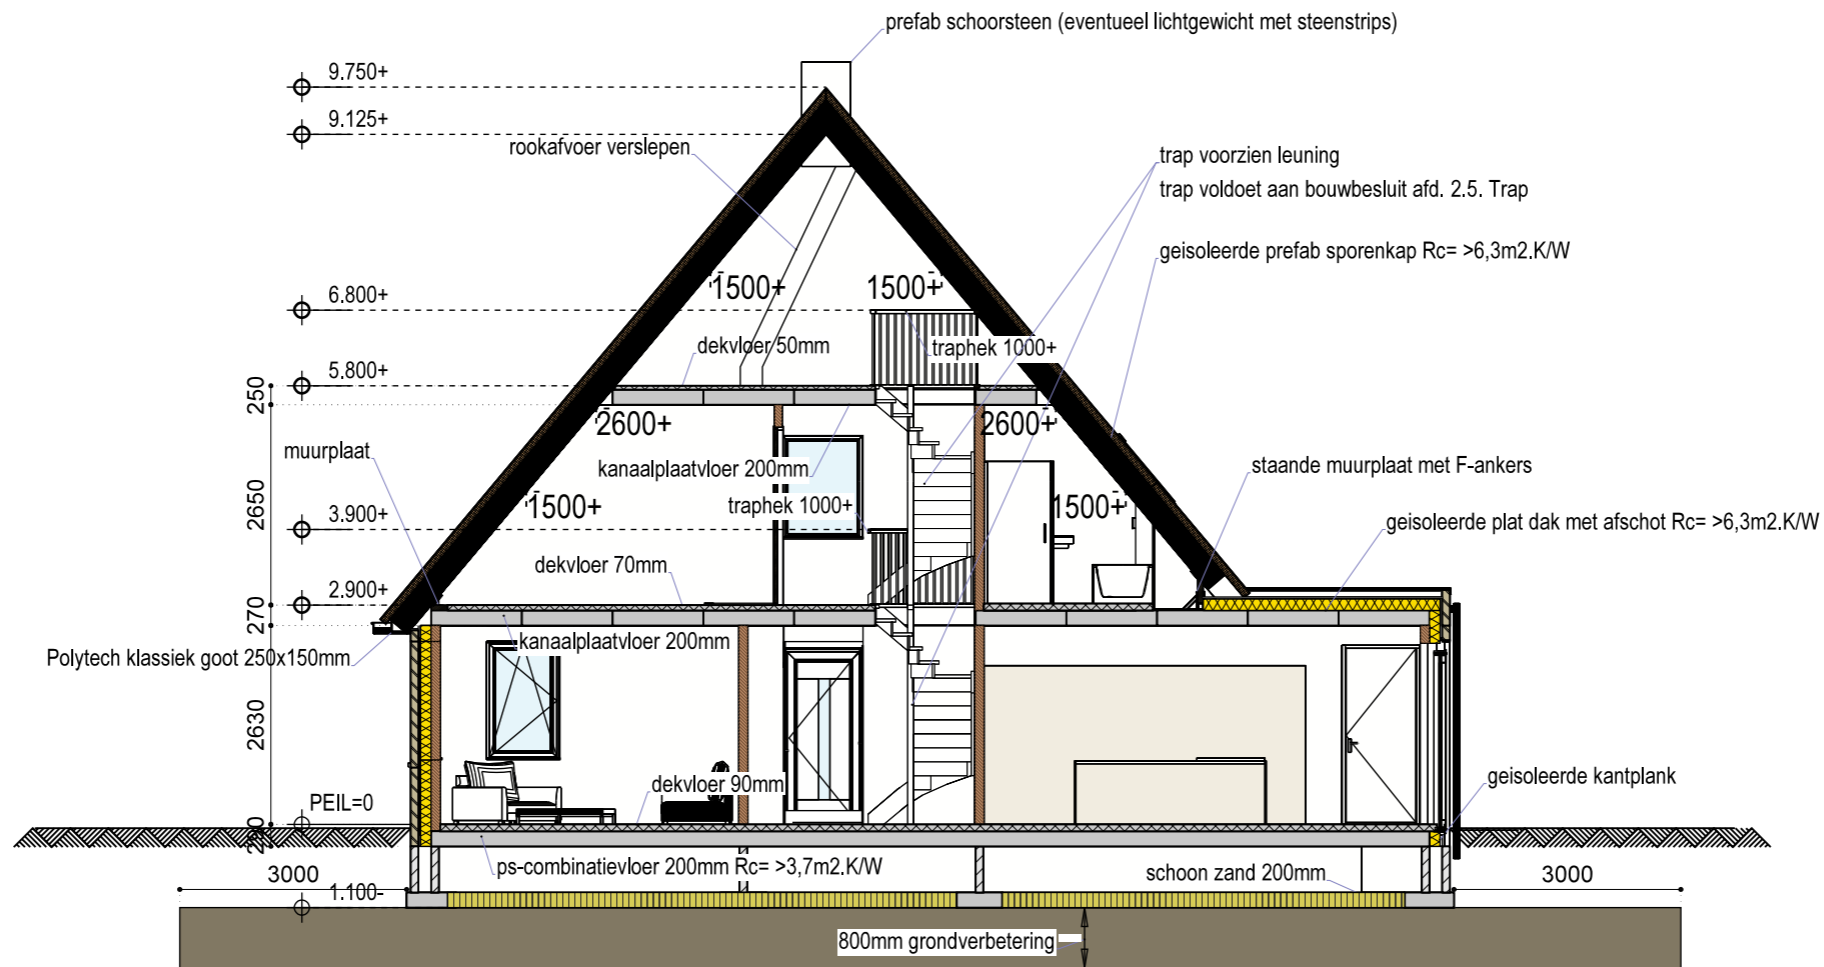 prefab schoorsteen (eventueel lichtgewicht met steenstrips)
9.750+
9.125+
rookafvoer verslepen
trap voorzien leuning
trap voldoet aan bouwbesluit afd. 2.5. Trap
geisoleerde prefab sporenkap Rc= >6,3m2.K/W
1500+
1500+
6.800+
dekvloer 50mm
traphek 1000+
5.800+
250
2600+
2600+
muurplaat
kanaalplaatvloer 200mm
staande muurplaat met F-ankers
2650
1500+
traphek 1000+
1500+
3.900+
geisoleerde plat dak met afschot Rc= >6,3m2.K/W
dekvloer 70mm
2.900+
270
kanaalplaatvloer 200mm
Polytech klassiek goot 250x150mm
2630
dekvloer 90mm
geisoleerde kantplank
PEIL=0
ps-combinatievloer 200mm Rc= >3,7m2.K/W
schoon zand 200mm
3000
3000
1.100-
800mm grondverbetering